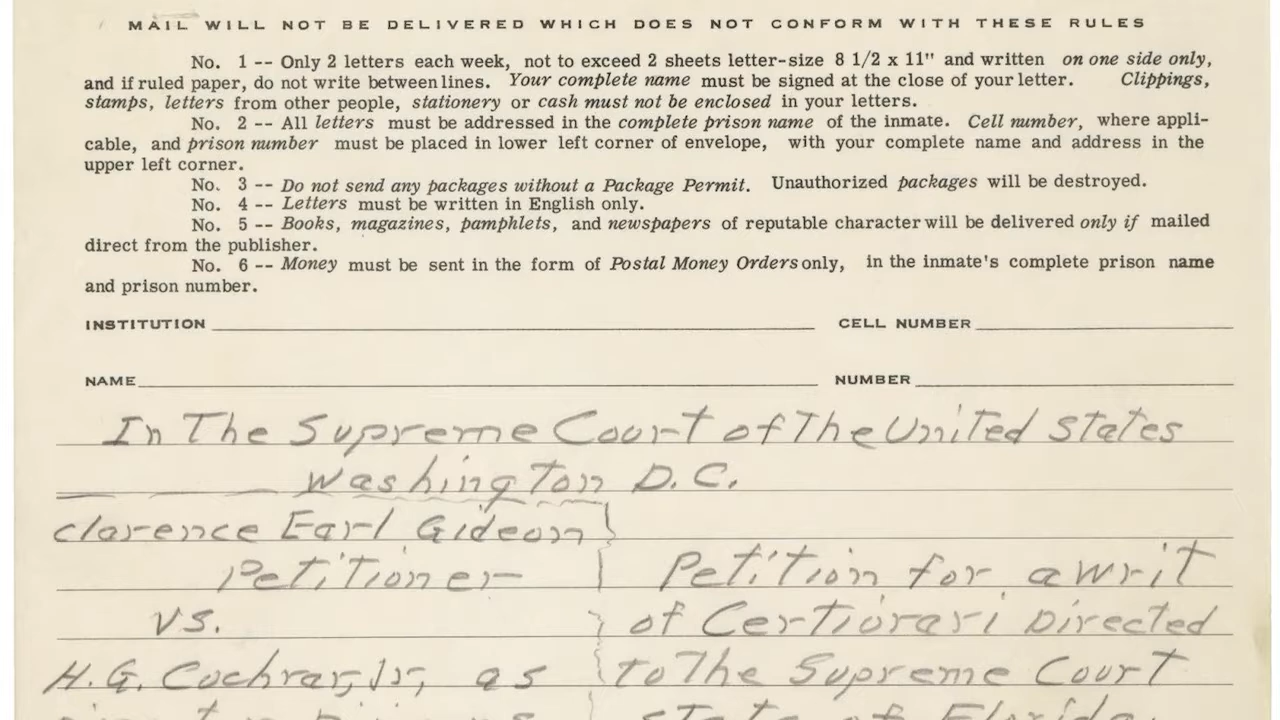 MAIL WILL NOT BE DELIVERED WHICH DOES NOT CONFORM WITH THESE RULES
No. 1 -- Only 2 letters each week, not to exceed 2 sheets letter-size 8 1/2 x 11" and written on one side only,
and if ruled paper, do not write between lines. Your complete name must be signed at the close of your letter. Clippings,
stamps, letters from other people, stationery or cash must not be enclosed in your letters.
No. 2 -- All letters must be addressed in the complete prison name of the inmate. Cell number, where appli-
cable, and prison number must be placed in lower left corner of envelope, with your complete name and address in the
upper left corner.
No. 3 -- Do not send any packages without a Package Permit. Unauthorized packages will be destroyed.
No. 4 -- Letters must be written in English only.
No. 5 -- Books, magazines, pamphlets, and newspapers of reputable character will be delivered only if mailed
direct from the publisher.
No. 6 -- Money must be sent in the form of Postal Money Orders only, in the inmate's complete prison name
and prison number.
INSTITUTION CELL NUMBER
NAME NUMBER
In The Supreme Court of The United States
Washington D.C.
clarence Earl Gideon
Petitioner Petition for a writ
vs. of Certiorari Directed
H.G. Cochran, Jr, as to The Supreme Court
state of Florida.